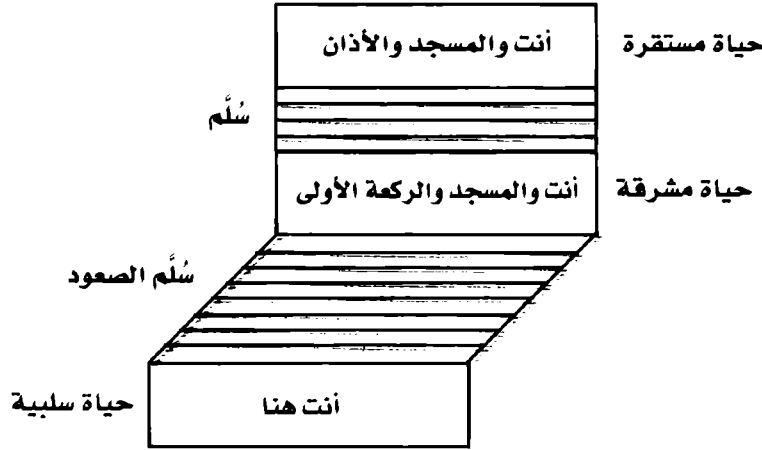 حياة مستقرة
أنت والمسجد والأذان
سُلَّم
حياة مشرقة
أنت والمسجد والركعة الأولى
سُلَّم الصعود
أنت هنا
حياة سلبية